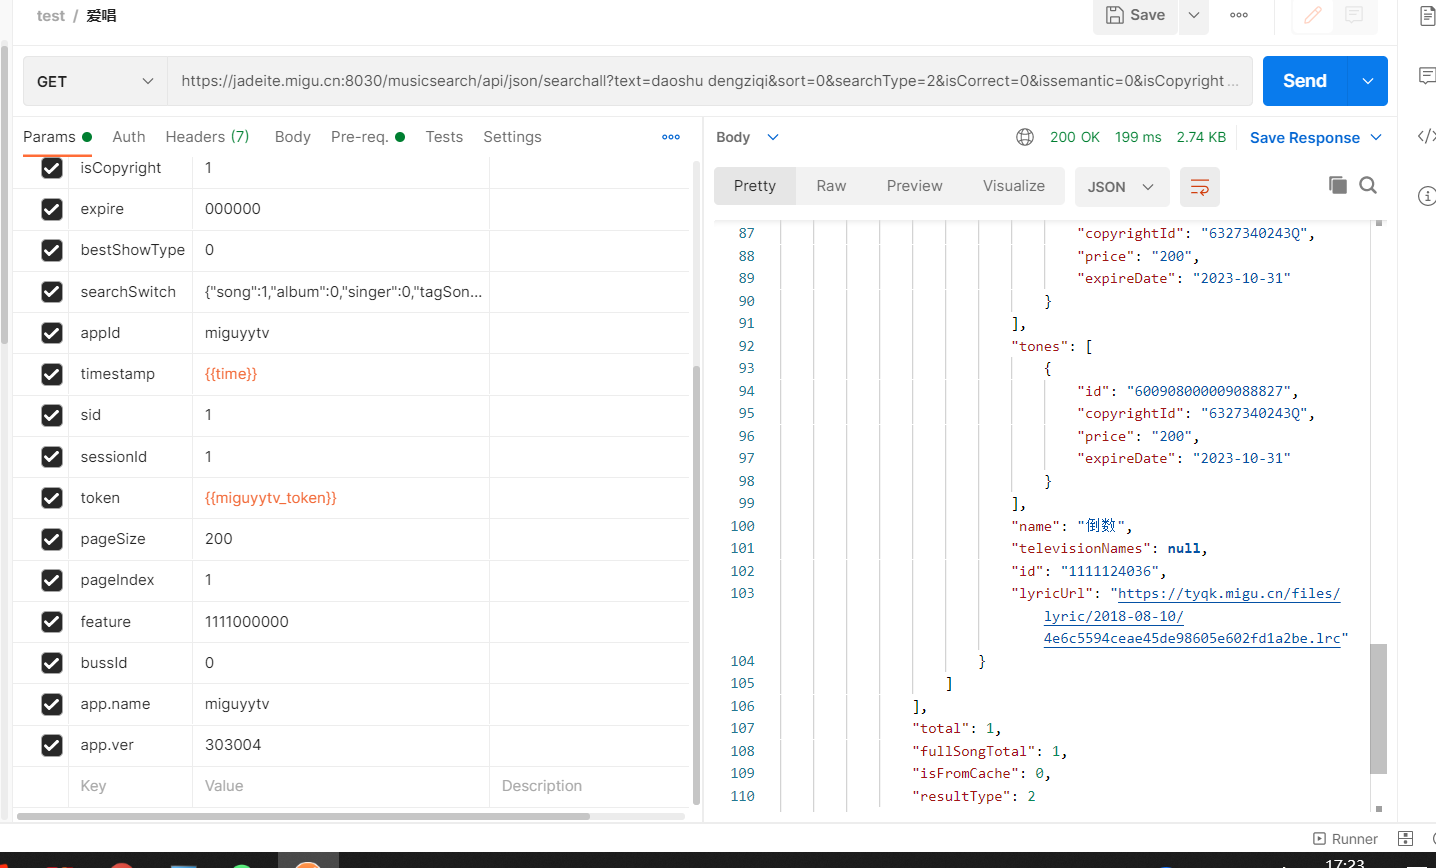 test / 爱唱
Save
GET
https://jadeite.migu.cn:8030/musicsearch/api/json/searchall?text=daoshu dengziqi&sort=0&searchType=2&isCorrect=0&issemantic=0&isCopyright ...
Send
Params Auth Headers (7) Body Pre-req. Tests Settings
Body 200 OK 199 ms 2.74 KB Save Response
Pretty Raw Preview Visualize JSON
isCopyright 1
expire 000000
bestShowType 0
searchSwitch {"song":1,"album":0,"singer":0,"tagSon...
appId miguyytv
timestamp {{time}}
sid 1
sessionId 1
token {{miguyytv_token}}
pageSize 200
pageIndex 1
feature 1111000000
bussId 0
app.name miguyytv
app.ver 303004
Key Value Description
87 "copyrightId": "6327340243Q",
88 "price": "200",
89 "expireDate": "2023-10-31"
90 }
91 ],
92 "tones": [
93 {
94 "id": "600908000009088827",
95 "copyrightId": "6327340243Q",
96 "price": "200",
97 "expireDate": "2023-10-31"
98 }
99 ],
100 "name": "倒数",
101 "televisionNames": null,
102 "id": "1111124036",
103 "lyricUrl": "https://tyqk.migu.cn/files/
lyric/2018-08-10/
4e6c5594ceae45de98605e602fd1a2be.lrc"
104 }
105 ]
106 ],
107 "total": 1,
108 "fullSongTotal": 1,
109 "isFromCache": 0,
110 "resultType": 2
Runner
17:23